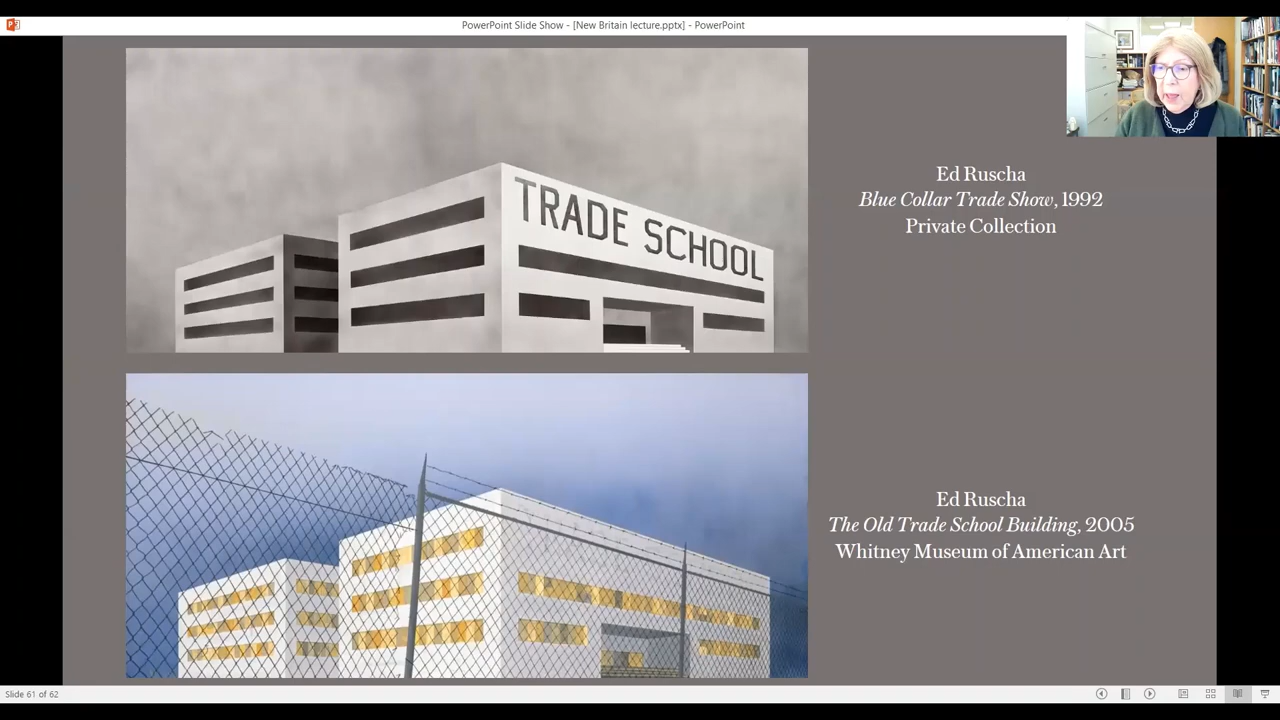 PowerPoint Slide Show - [New Britain lecture.pptx] - PowerPoint
TRADE SCHOOL
Ed Ruscha
Blue Collar Trade Show, 1992
Private Collection
Ed Ruscha
The Old Trade School Building, 2005
Whitney Museum of American Art
Slide 61 of 62